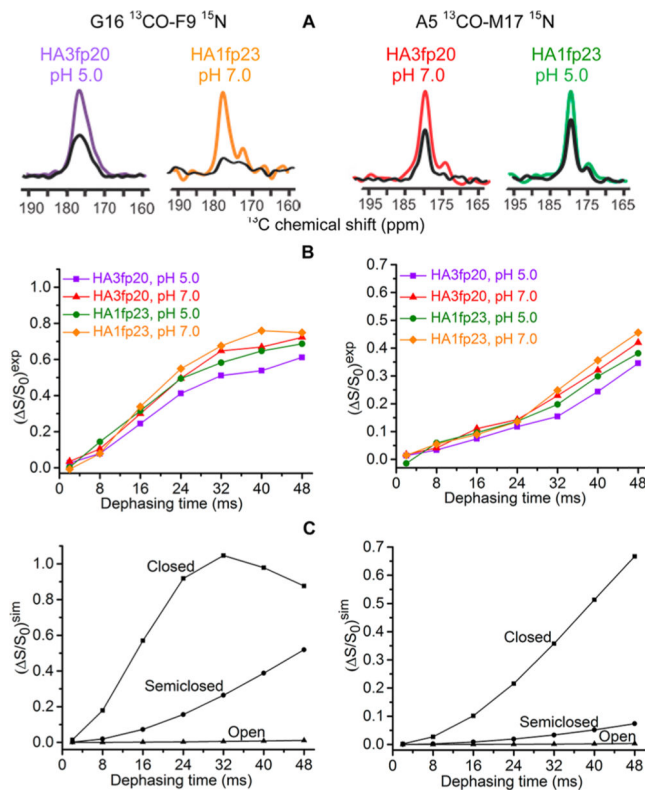 G16 ¹³CO-F9 ¹⁵N
A
A5 ¹³CO-M17 ¹⁵N
HA3fp20
pH 5.0
HA1fp23
pH 7.0
HA3fp20
pH 7.0
HA1fp23
pH 5.0
190 180 170 160
190 180 170 160
195 185 175 165
195 185 175 165
¹³C chemical shift (ppm)
B
(ΔS/S₀)ᵉˣᵖ
1.0
0.8
0.6
0.4
0.2
0.0
HA3fp20, pH 5.0
HA3fp20, pH 7.0
HA1fp23, pH 5.0
HA1fp23, pH 7.0
0 8 16 24 32 40 48
Dephasing time (ms)
(ΔS/S₀)ᵉˣᵖ
0.7
0.6
0.5
0.4
0.3
0.2
0.1
0.0
HA3fp20, pH 5.0
HA3fp20, pH 7.0
HA1fp23, pH 5.0
HA1fp23, pH 7.0
0 8 16 24 32 40 48
Dephasing time (ms)
C
(ΔS/S₀)ˢⁱᵐ
1.0
0.8
0.6
0.4
0.2
0.0
Closed
Semiclosed
Open
0 8 16 24 32 40 48
Dephasing time (ms)
(ΔS/S₀)ˢⁱᵐ
0.7
0.6
0.5
0.4
0.3
0.2
0.1
0.0
Closed
Semiclosed
Open
0 8 16 24 32 40 48
Dephasing time (ms)